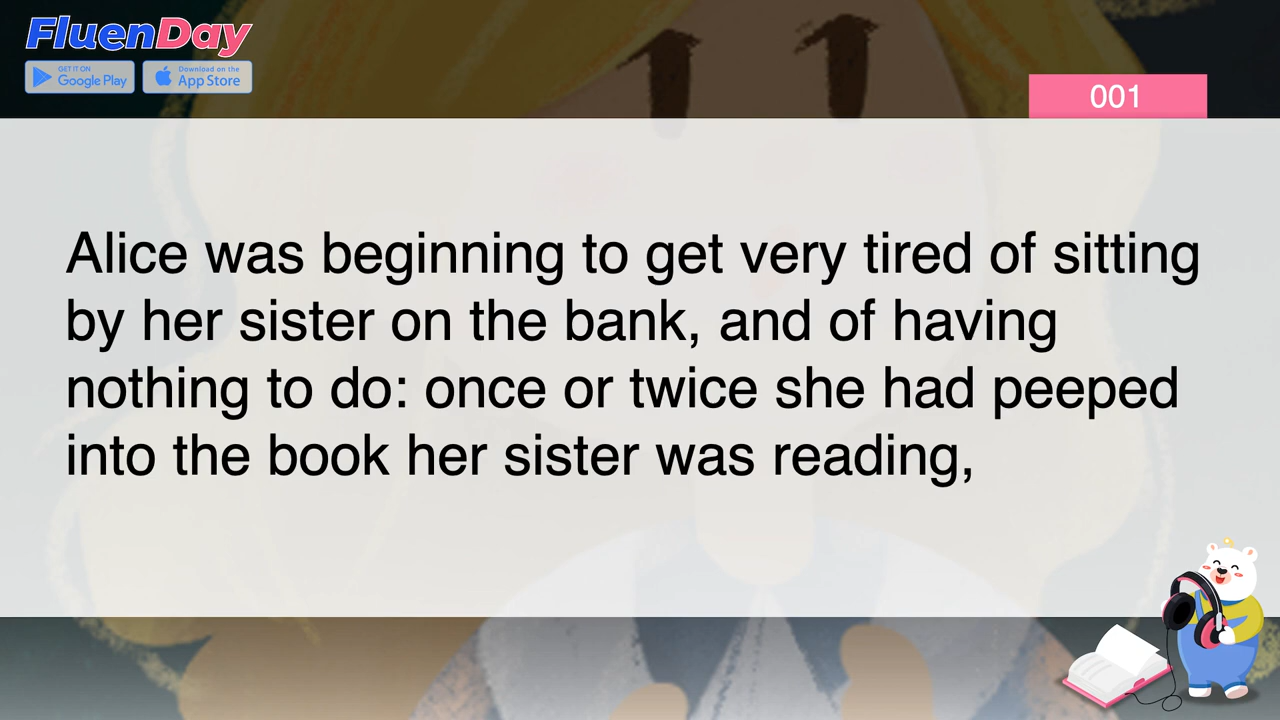 FluenDay
GET IT ON
Google Play
Download on the
App Store
001
Alice was beginning to get very tired of sitting
by her sister on the bank, and of having
nothing to do: once or twice she had peeped
into the book her sister was reading,